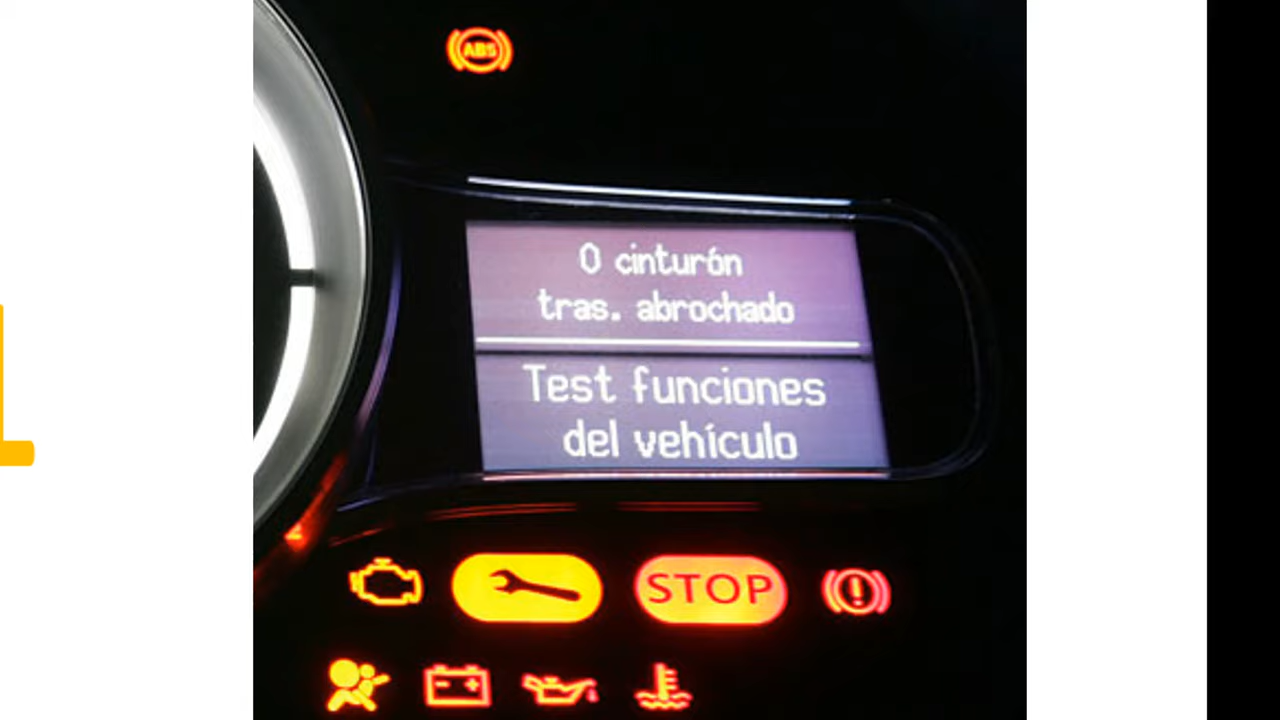 ABS
0 cinturón
tras. abrochado
Test funciones
del vehículo
STOP